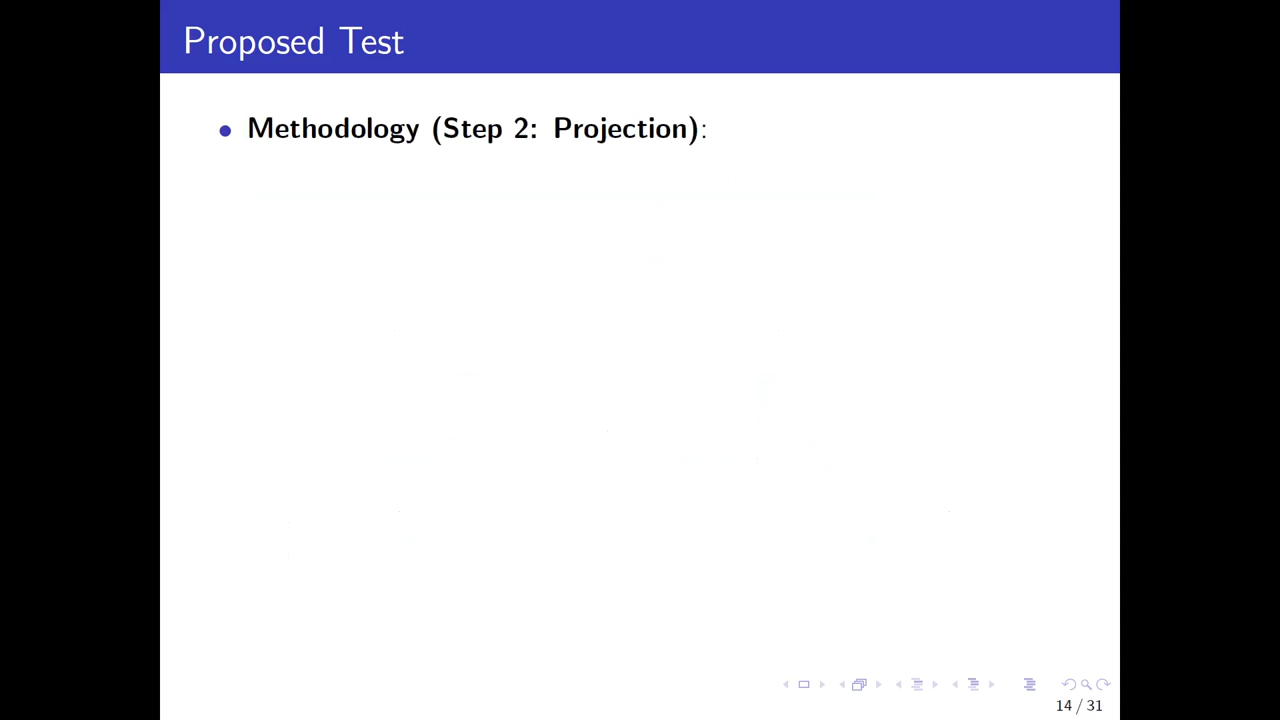 Proposed Test
• Methodology (Step 2: Projection):
14 / 31